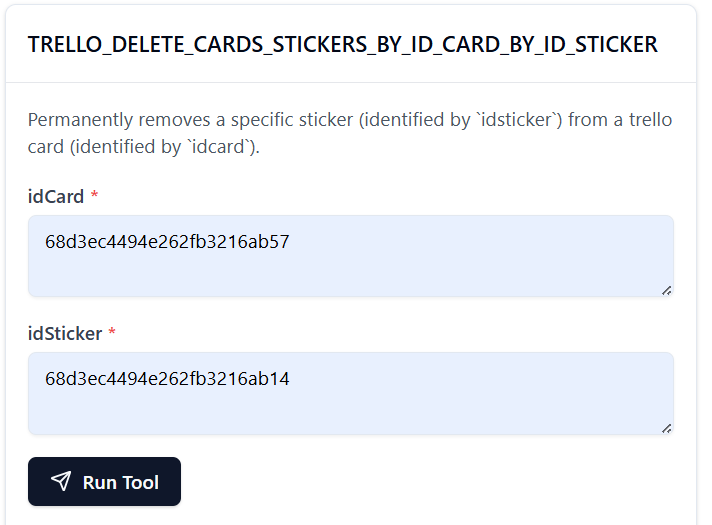 TRELLO_DELETE_CARDS_STICKERS_BY_ID_CARD_BY_ID_STICKER
Permanently removes a specific sticker (identified by `idsticker`) from a trello
card (identified by `idcard`).
idCard *
68d3ec4494e262fb3216ab57
idSticker *
68d3ec4494e262fb3216ab14
Run Tool